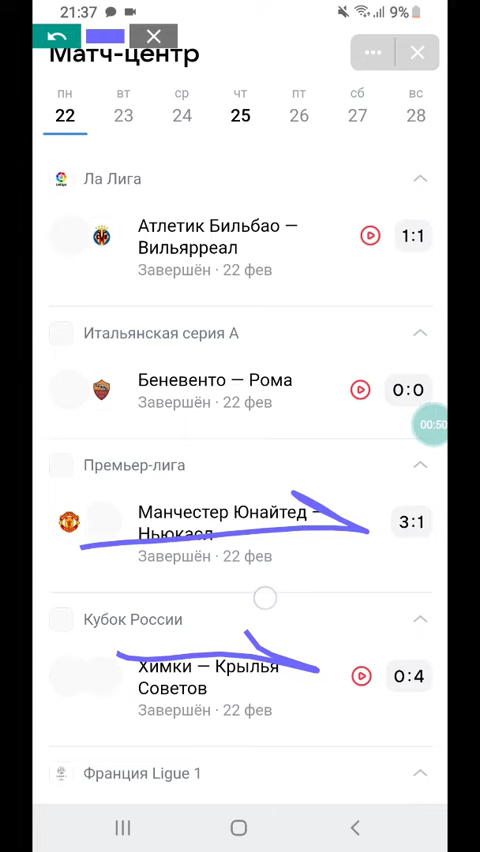 21:37 9%
Матч-центр
пн вт ср чт пт сб вс
22 23 24 25 26 27 28
Ла Лига
Атлетик Бильбао —
Вильярреал
1:1
Завершён · 22 фев
Итальянская серия А
Беневенто — Рома
0:0
Завершён · 22 фев
00:50
Премьер-лига
Манчестер Юнайтед —
Ньюкасл
3:1
Завершён · 22 фев
Кубок России
Химки — Крылья
Советов
0:4
Завершён · 22 фев
Франция Ligue 1